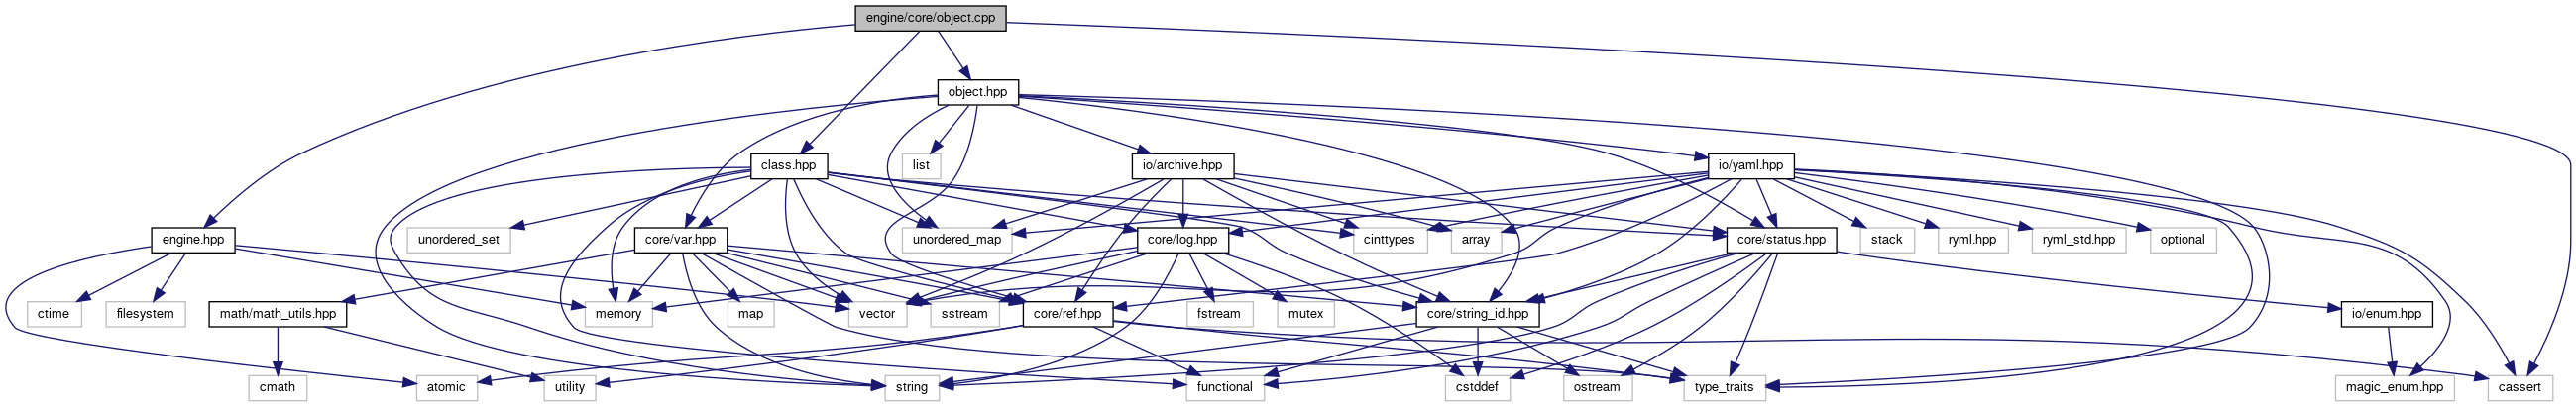 engine/core/object.cpp
object.hpp
class.hpp
list
io/archive.hpp
io/yaml.hpp
engine.hpp
unordered_set
core/var.hpp
unordered_map
core/log.hpp
cinttypes
array
core/status.hpp
stack
ryml.hpp
ryml_std.hpp
optional
ctime
filesystem
math/math_utils.hpp
memory
map
vector
sstream
core/ref.hpp
fstream
mutex
core/string_id.hpp
io/enum.hpp
cmath
atomic
utility
string
functional
cstddef
ostream
type_traits
magic_enum.hpp
cassert